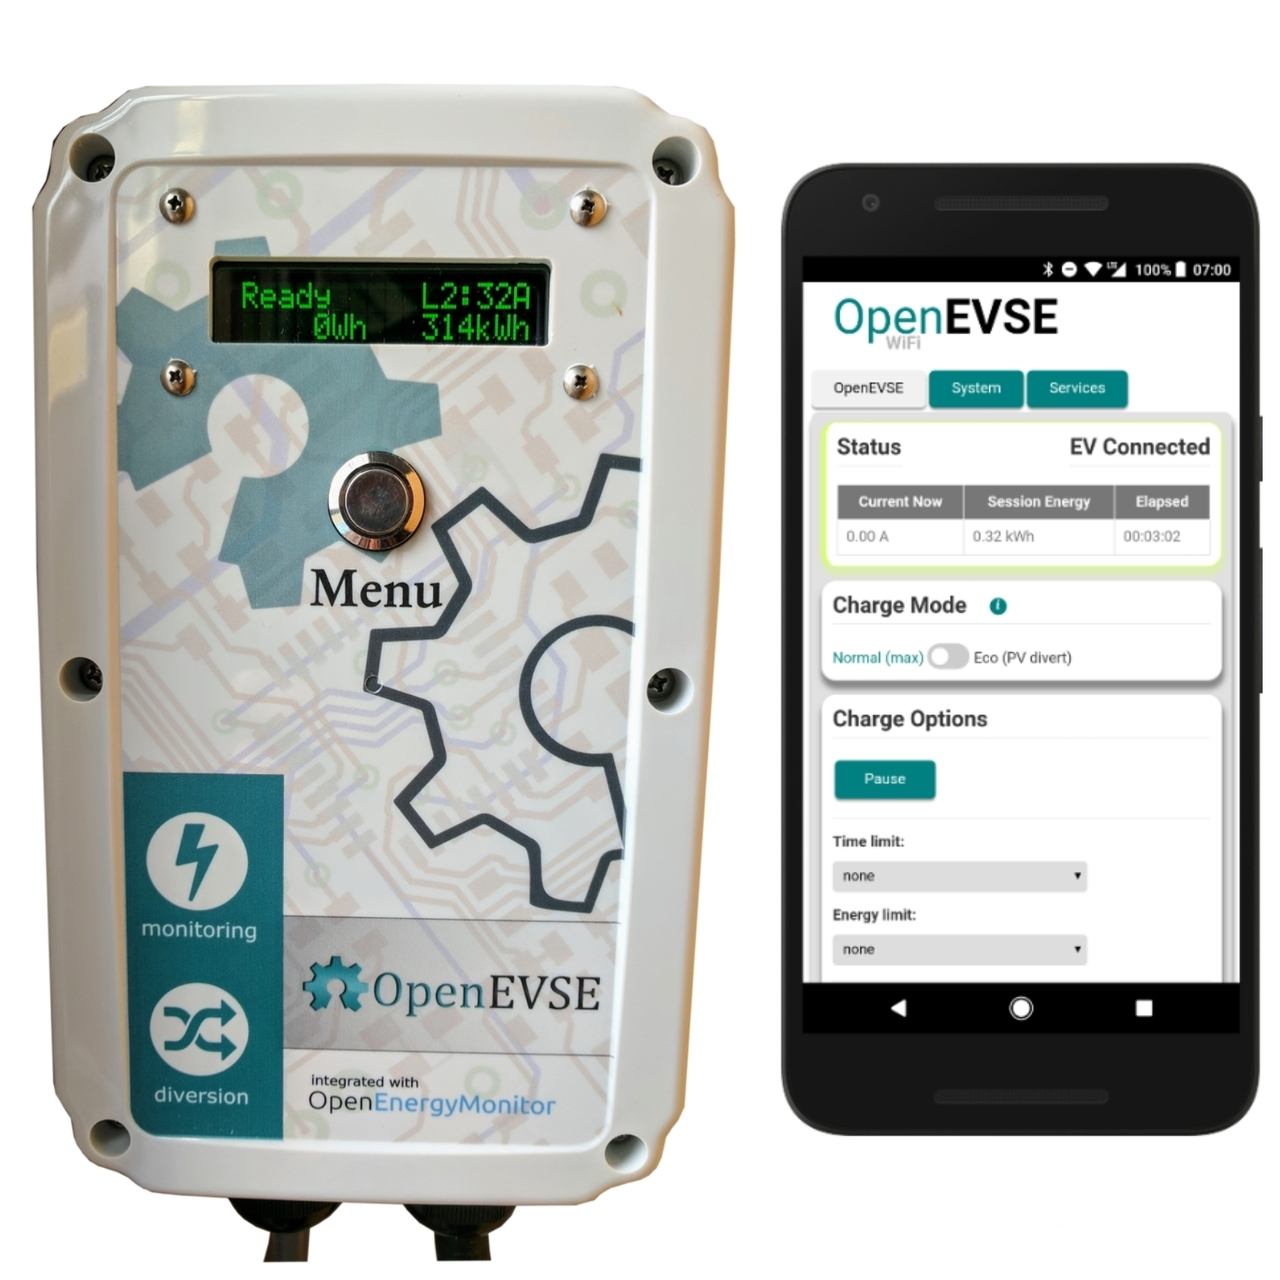 Ready L2:32A
0Wh 314kWh
Menu
monitoring
diversion
OpenEVSE
integrated with
OpenEnergyMonitor
LTE 100% 07:00
OpenEVSE
WiFi
OpenEVSE System Services
Status EV Connected
Current Now Session Energy Elapsed
0.00 A 0.32 kWh 00:03:02
Charge Mode i
Normal (max) Eco (PV divert)
Charge Options
Pause
Time limit:
none
Energy limit:
none